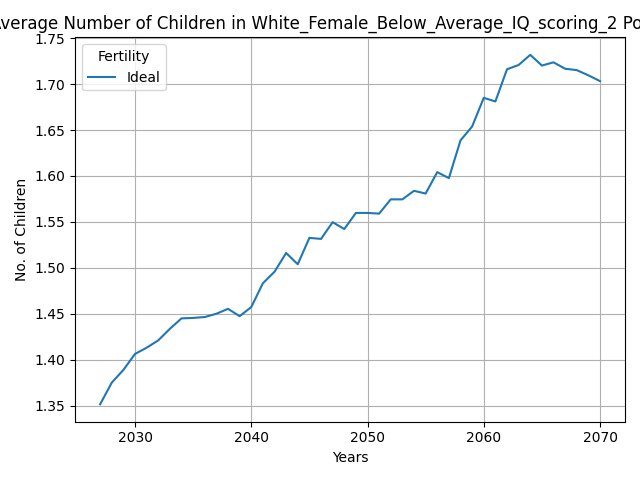 Average Number of Children in White_Female_Below_Average_IQ_scoring_2 Po
Fertility
Ideal
1.75
1.70
1.65
1.60
1.55
1.50
1.45
1.40
1.35
No. of Children
2030 2040 2050 2060 2070
Years